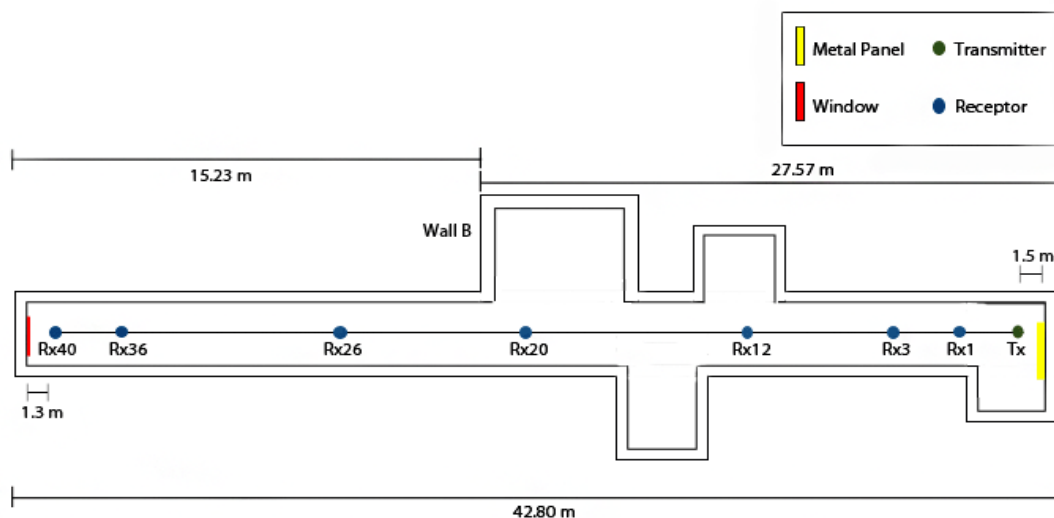 Metal Panel
Transmitter
Window
Receptor
15.23 m
27.57 m
Wall B
1.5 m
Rx40
Rx36
Rx26
Rx20
Rx12
Rx3
Rx1
Tx
1.3 m
42.80 m